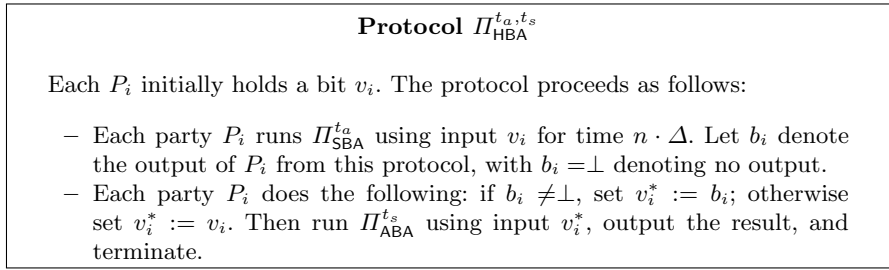 Protocol Π^{t_a,t_s}_{HBA}
Each P_i initially holds a bit v_i. The protocol proceeds as follows:
– Each party P_i runs Π^{t_a}_{SBA} using input v_i for time n · Δ. Let b_i denote
the output of P_i from this protocol, with b_i =⊥ denoting no output.
– Each party P_i does the following: if b_i ≠⊥, set v_i^* := b_i; otherwise
set v_i^* := v_i. Then run Π^{t_s}_{ABA} using input v_i^*, output the result, and
terminate.